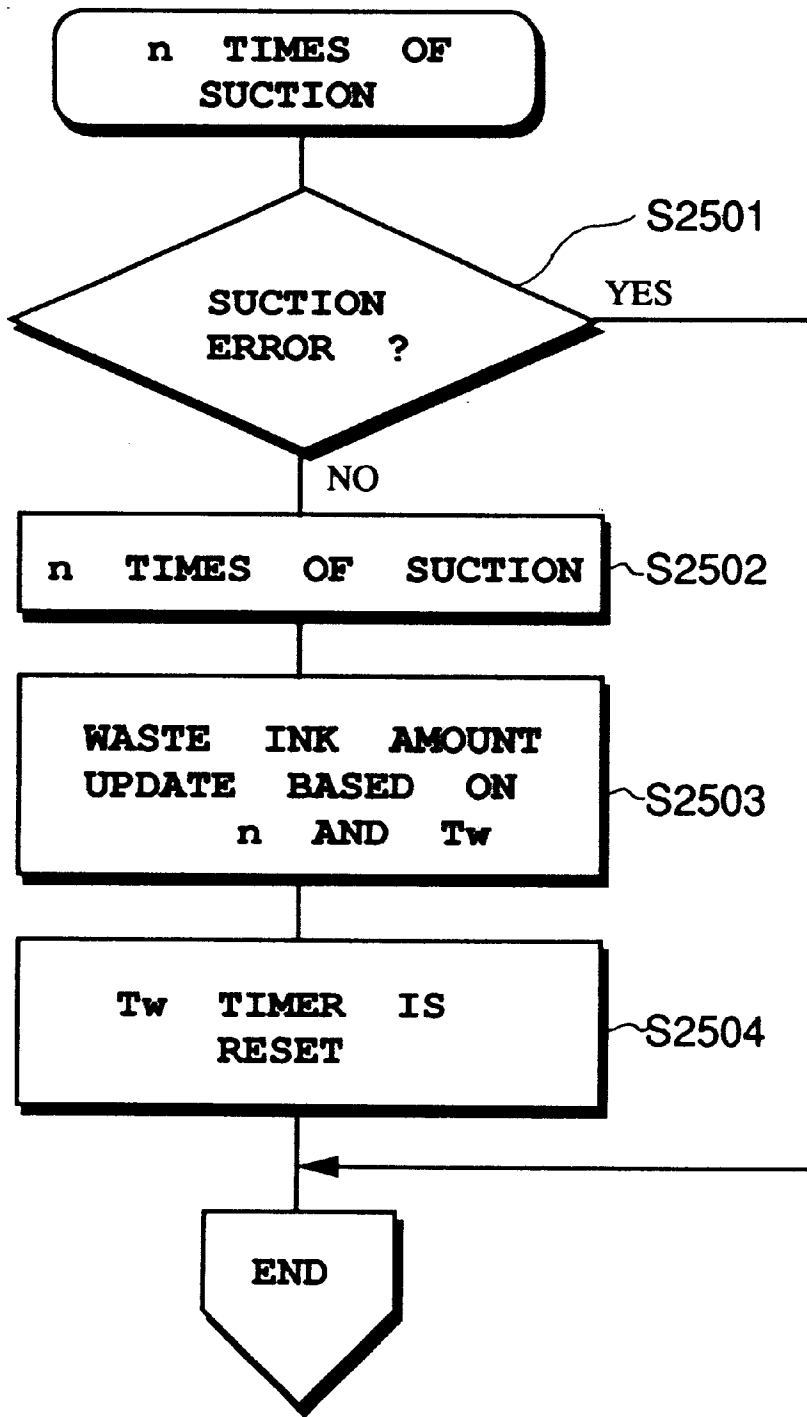 n TIMES OF
SUCTION
S2501
SUCTION
ERROR ?
YES
NO
n TIMES OF SUCTION
S2502
WASTE INK AMOUNT
UPDATE BASED ON
n AND Tw
S2503
Tw TIMER IS
RESET
S2504
END